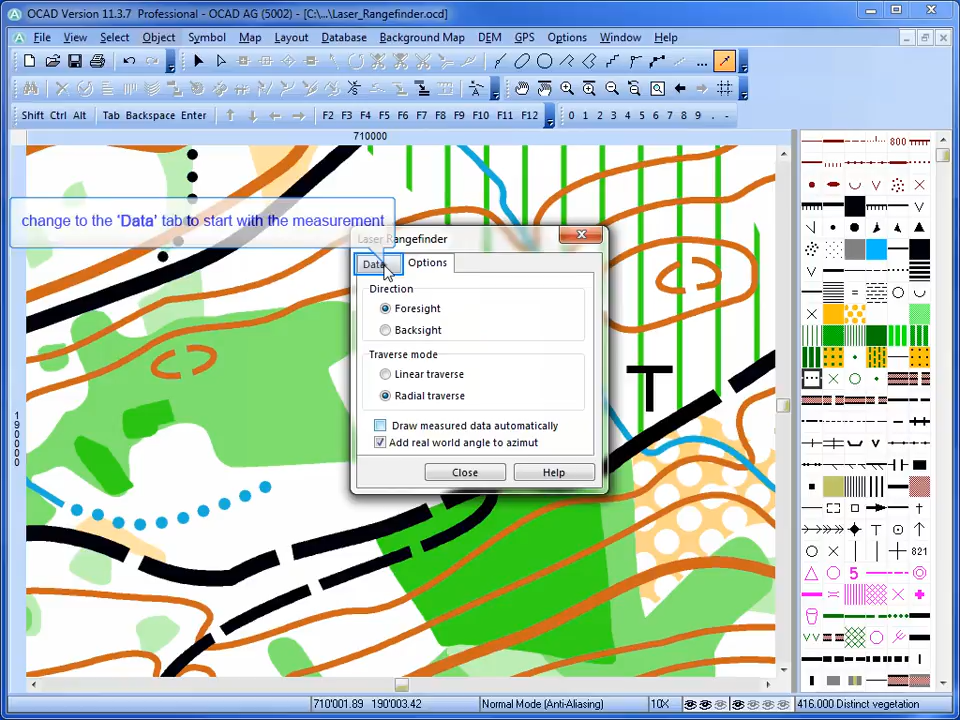 OCAD Version 11.3.7 Professional - OCAD AG (5002) - [C:\...\Laser_Rangefinder.ocd]
File View Select Object Symbol Map Layout Database Background Map DEM GPS Options Window Help
Shift Ctrl Alt Tab Backspace Enter F2 F3 F4 F5 F6 F7 F8 F9 F10 F11 F12 0 1 2 3 4 5 6 7 8 9 . -
710000
800
change to the 'Data' tab to start with the measurement
Laser Rangefinder
Data Options
Direction
Foresight
Backsight
Traverse mode
Linear traverse
Radial traverse
Draw measured data automatically
Add real world angle to azimut
Close Help
190000
T
821
5
710'001.89 190'003.42 Normal Mode (Anti-Aliasing) 10X 416.000 Distinct vegetation